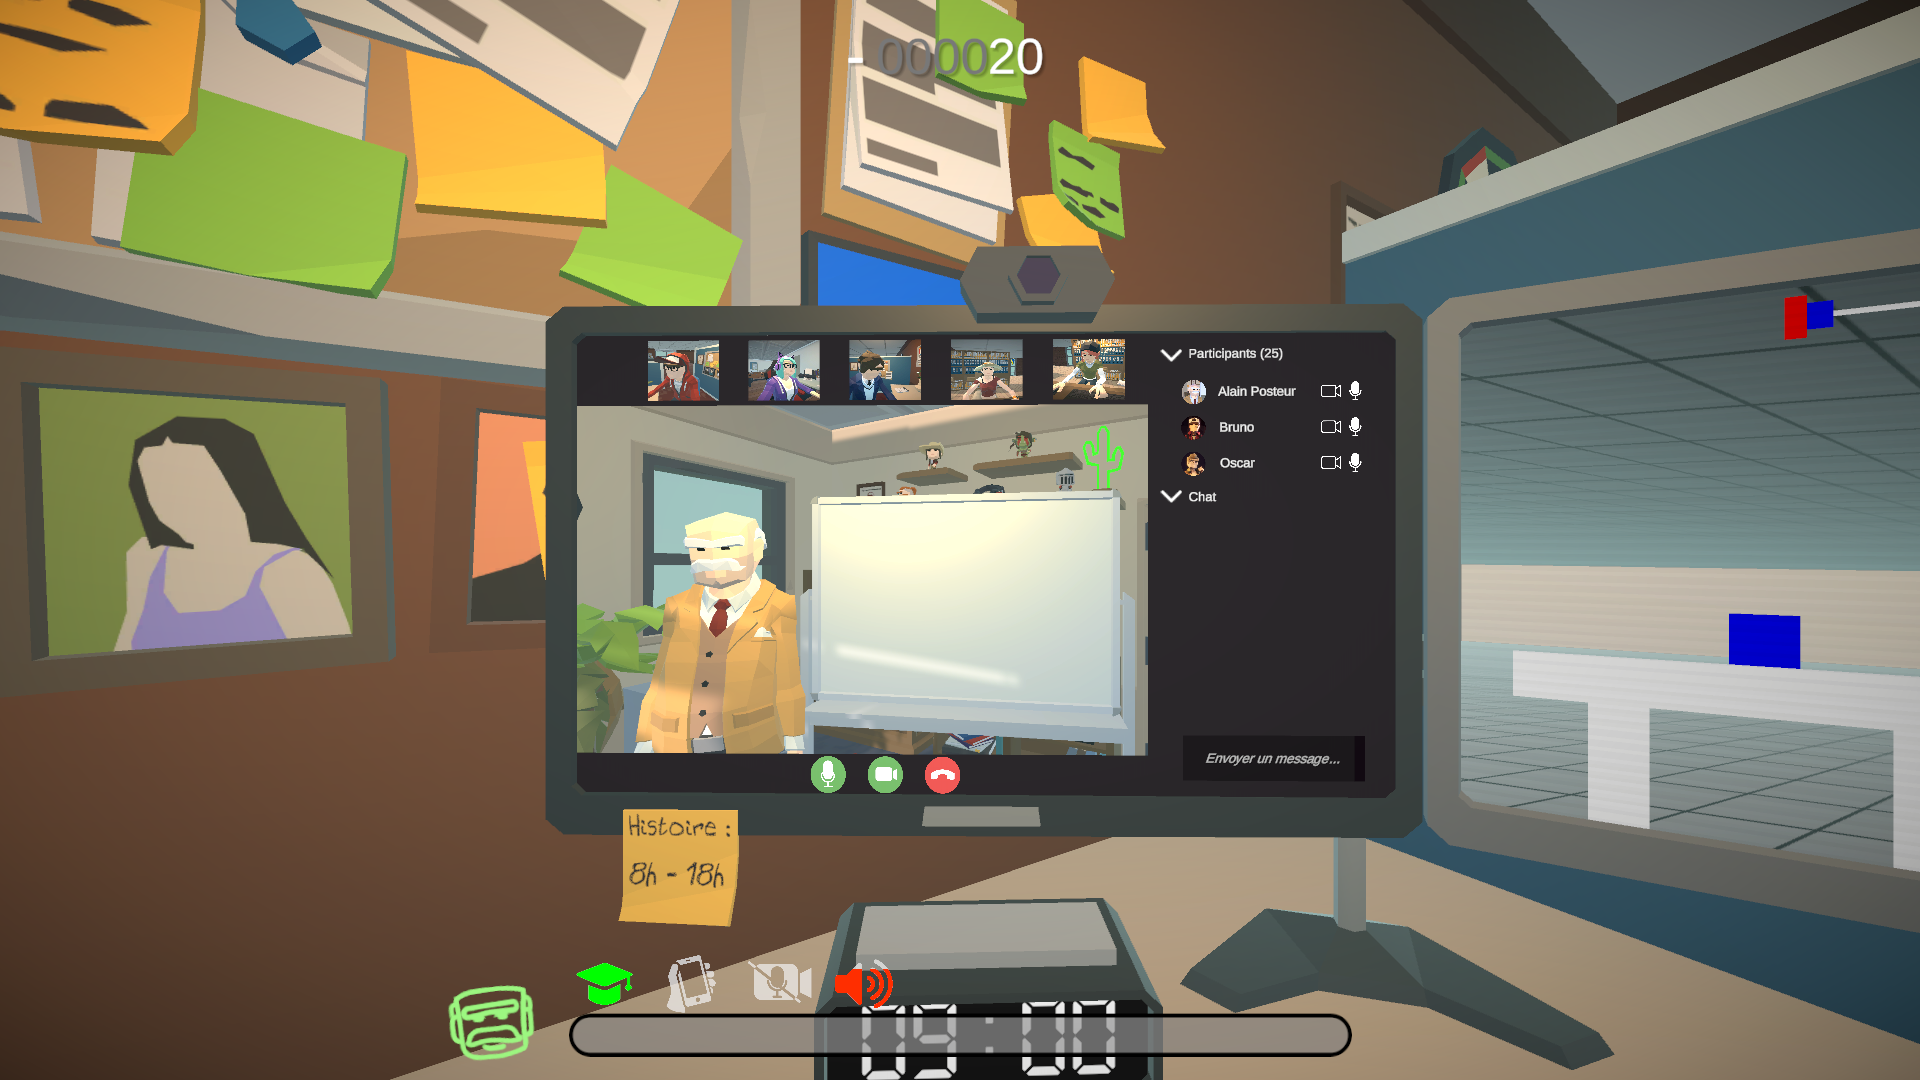 - 000020
Participants (25)
Alain Posteur
Bruno
Oscar
Chat
Envoyer un message...
Histoire :
8h - 18h
09:00